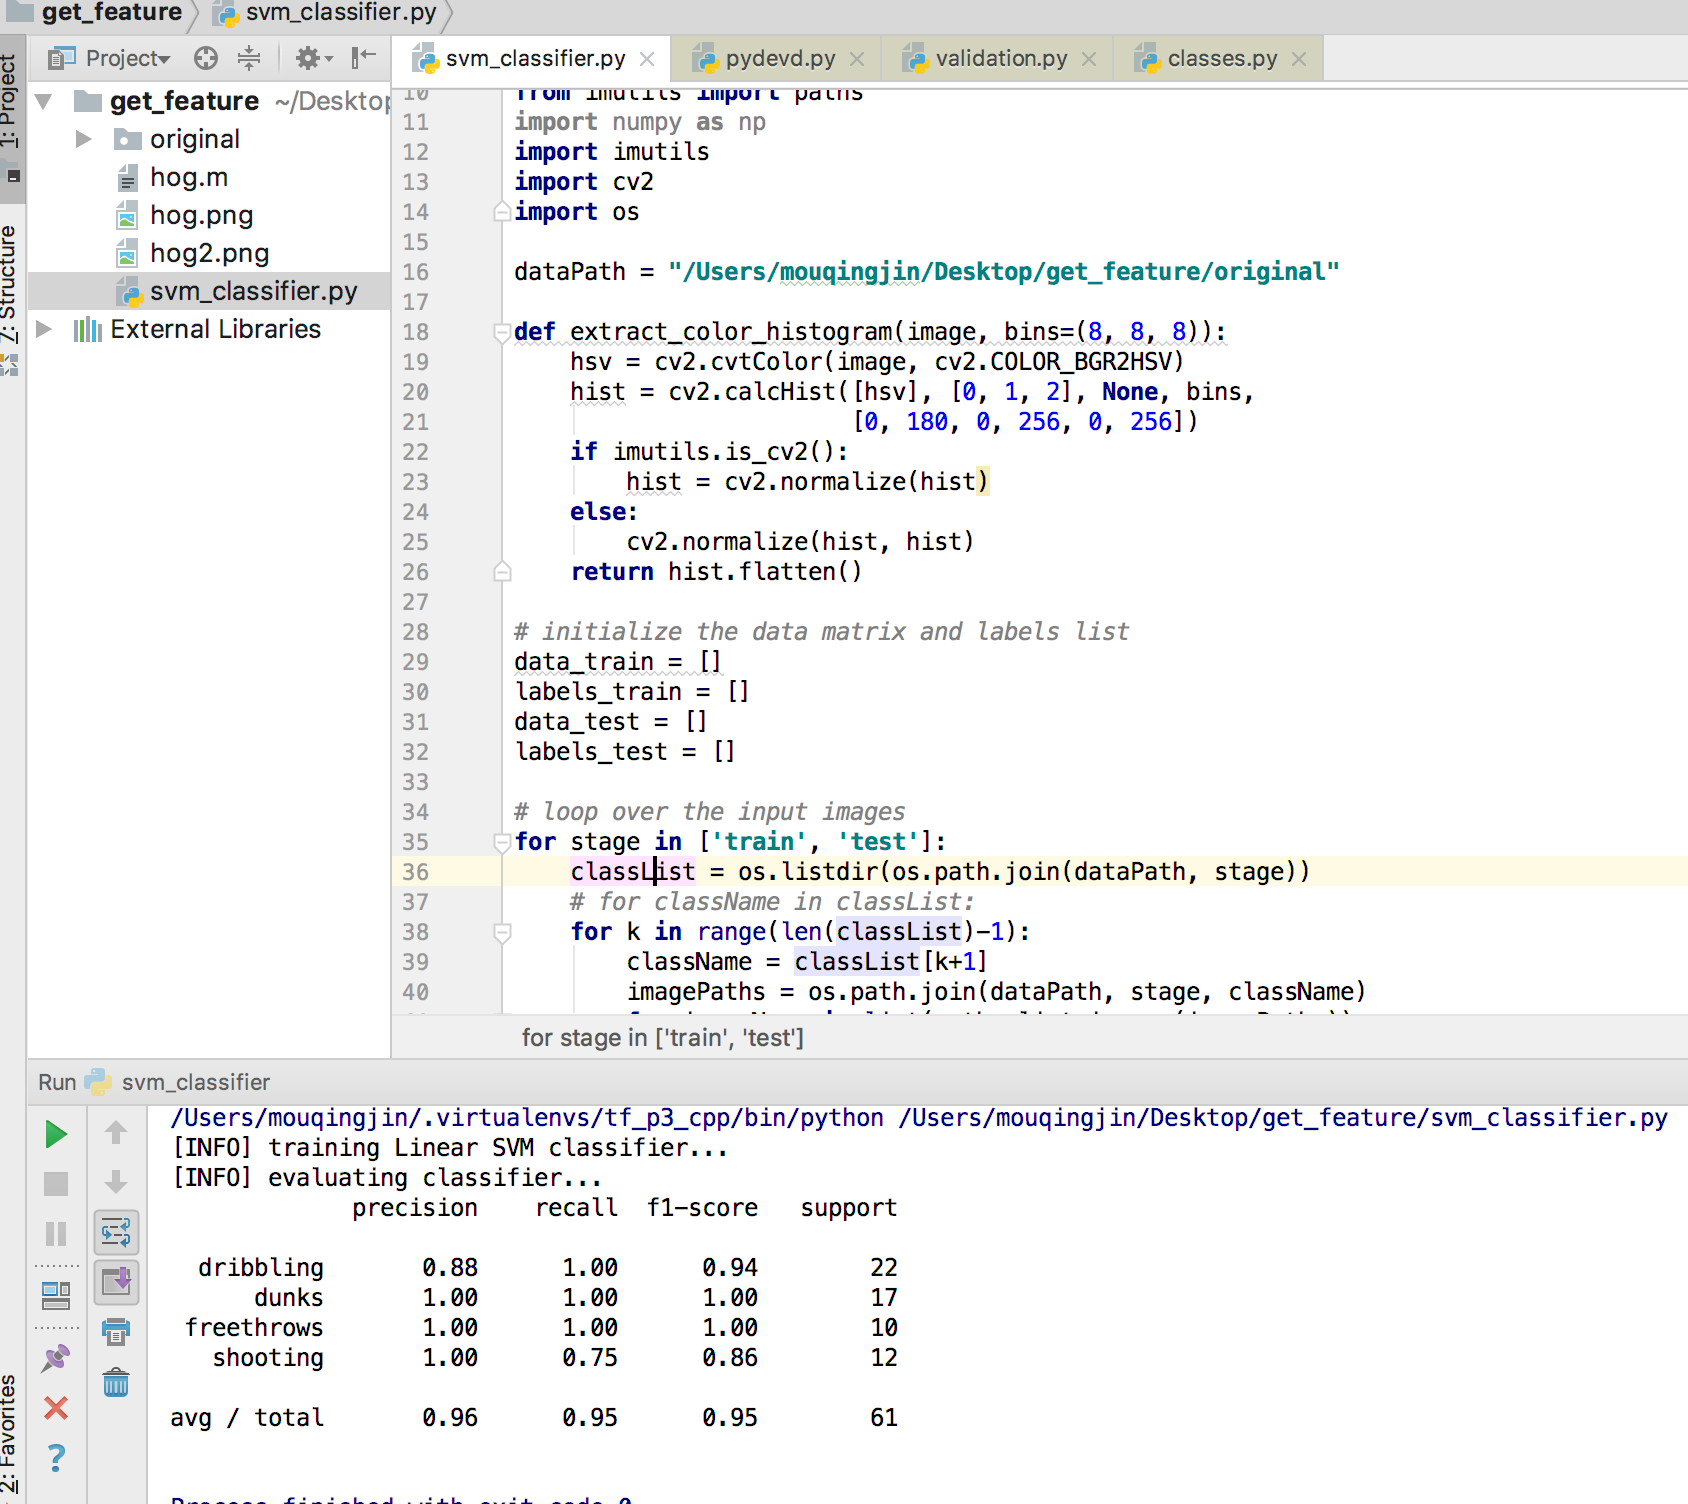 get_feature svm_classifier.py
1: Project
7: Structure
2: Favorites
Project
get_feature ~/Desktop
original
hog.m
hog.png
hog2.png
svm_classifier.py
External Libraries
svm_classifier.py pydevd.py validation.py classes.py
10 from imutils import paths
11 import numpy as np
12 import imutils
13 import cv2
14 import os
15
16 dataPath = "/Users/mouqingjin/Desktop/get_feature/original"
17
18 def extract_color_histogram(image, bins=(8, 8, 8)):
19 hsv = cv2.cvtColor(image, cv2.COLOR_BGR2HSV)
20 hist = cv2.calcHist([hsv], [0, 1, 2], None, bins,
21 [0, 180, 0, 256, 0, 256])
22 if imutils.is_cv2():
23 hist = cv2.normalize(hist)
24 else:
25 cv2.normalize(hist, hist)
26 return hist.flatten()
27
28 # initialize the data matrix and labels list
29 data_train = []
30 labels_train = []
31 data_test = []
32 labels_test = []
33
34 # loop over the input images
35 for stage in ['train', 'test']:
36 classList = os.listdir(os.path.join(dataPath, stage))
37 # for className in classList:
38 for k in range(len(classList)-1):
39 className = classList[k+1]
40 imagePaths = os.path.join(dataPath, stage, className)
for stage in ['train', 'test']
Run svm_classifier
/Users/mouqingjin/.virtualenvs/tf_p3_cpp/bin/python /Users/mouqingjin/Desktop/get_feature/svm_classifier.py
[INFO] training Linear SVM classifier...
[INFO] evaluating classifier...
precision recall f1-score support
dribbling 0.88 1.00 0.94 22
dunks 1.00 1.00 1.00 17
freethrows 1.00 1.00 1.00 10
shooting 1.00 0.75 0.86 12
avg / total 0.96 0.95 0.95 61
Process finished with exit code 0